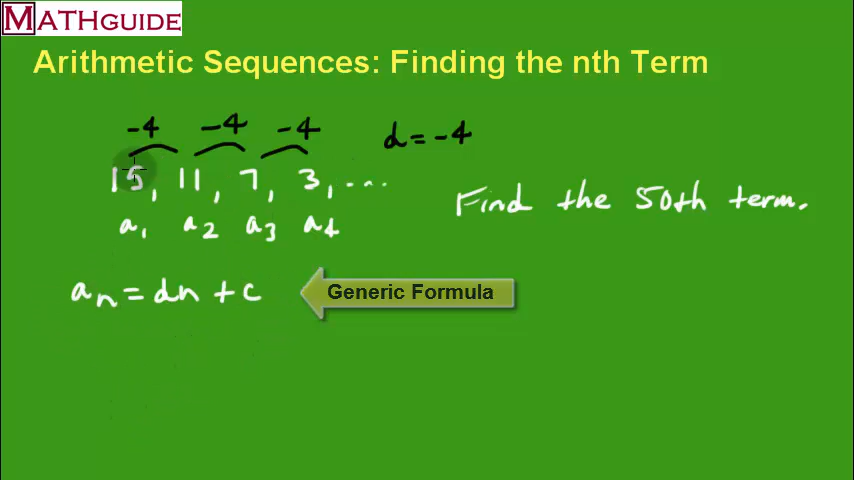 MATHGUIDE
Arithmetic Sequences: Finding the nth Term
-4 -4 -4 d = -4
15, 11, 7, 3, ...
Find the 50th term.
a1 a2 a3 a4
an = dn + c
Generic Formula